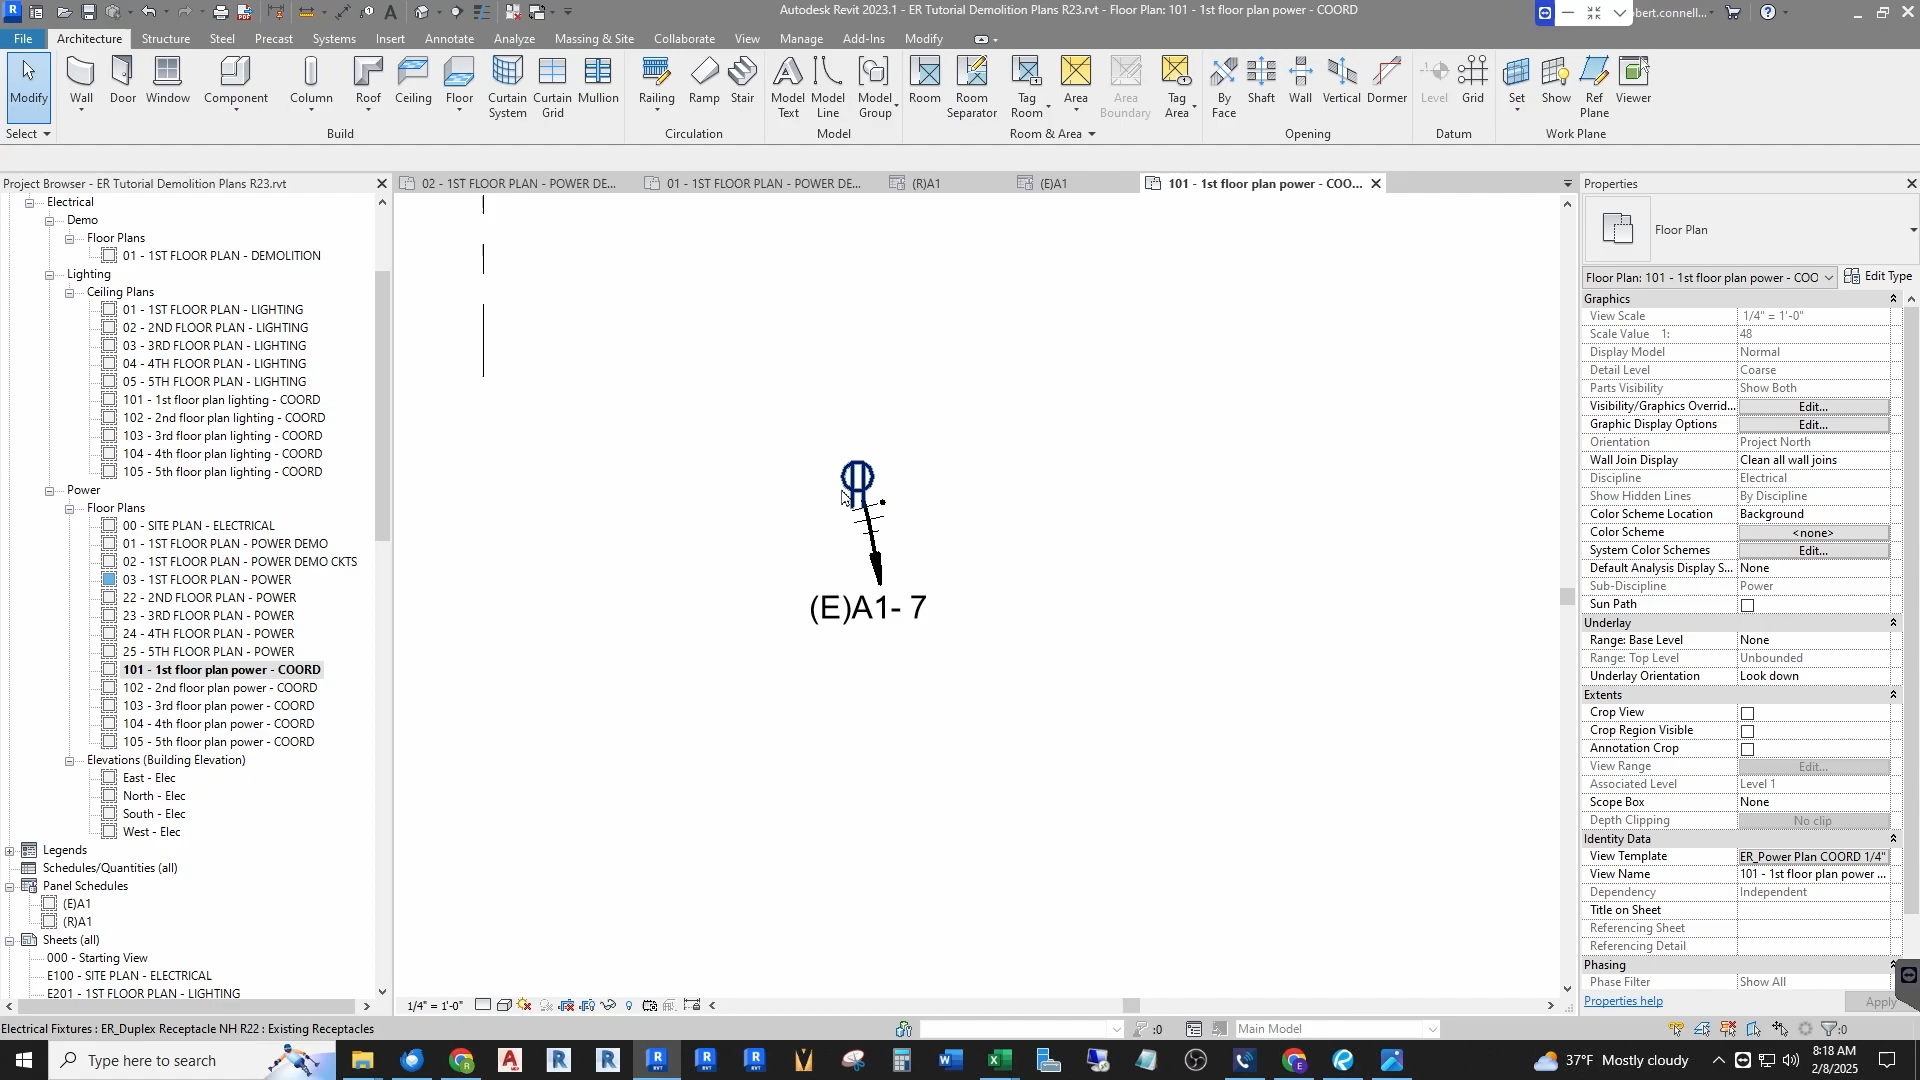 Autodesk Revit 2023.1 - ER Tutorial Demolition Plans R23.rvt - Floor Plan: 101 - 1st floor plan power - COORD
obert.connell...
File Architecture Structure Steel Precast Systems Insert Annotate Analyze Massing & Site Collaborate View Manage Add-Ins Modify
Modify Wall Door Window Component Column Roof Ceiling Floor Curtain System Curtain Grid Mullion Railing Ramp Stair Model Text Model Line Model Group Room Room Separator Tag Room Area Area Boundary Tag Area By Face Shaft Wall Vertical Dormer Level Grid Set Show Ref Plane Viewer
Select Build Circulation Model Room & Area Opening Datum Work Plane
Project Browser - ER Tutorial Demolition Plans R23.rvt
Electrical
Demo
Floor Plans
01 - 1ST FLOOR PLAN - DEMOLITION
Lighting
Ceiling Plans
01 - 1ST FLOOR PLAN - LIGHTING
02 - 2ND FLOOR PLAN - LIGHTING
03 - 3RD FLOOR PLAN - LIGHTING
04 - 4TH FLOOR PLAN - LIGHTING
05 - 5TH FLOOR PLAN - LIGHTING
101 - 1st floor plan lighting - COORD
102 - 2nd floor plan lighting - COORD
103 - 3rd floor plan lighting - COORD
104 - 4th floor plan lighting - COORD
105 - 5th floor plan lighting - COORD
Power
Floor Plans
00 - SITE PLAN - ELECTRICAL
01 - 1ST FLOOR PLAN - POWER DEMO
02 - 1ST FLOOR PLAN - POWER DEMO CKTS
03 - 1ST FLOOR PLAN - POWER
22 - 2ND FLOOR PLAN - POWER
23 - 3RD FLOOR PLAN - POWER
24 - 4TH FLOOR PLAN - POWER
25 - 5TH FLOOR PLAN - POWER
101 - 1st floor plan power - COORD
102 - 2nd floor plan power - COORD
103 - 3rd floor plan power - COORD
104 - 4th floor plan power - COORD
105 - 5th floor plan power - COORD
Elevations (Building Elevation)
East - Elec
North - Elec
South - Elec
West - Elec
Legends
Schedules/Quantities (all)
Panel Schedules
(E)A1
(R)A1
Sheets (all)
000 - Starting View
E100 - SITE PLAN - ELECTRICAL
E201 - 1ST FLOOR PLAN - LIGHTING
02 - 1ST FLOOR PLAN - POWER DE... 01 - 1ST FLOOR PLAN - POWER DE... (R)A1 (E)A1 101 - 1st floor plan power - COO...
(E)A1- 7
1/4" = 1'-0"
Properties
Floor Plan
Floor Plan: 101 - 1st floor plan power - COO Edit Type
Graphics
View Scale 1/4" = 1'-0"
Scale Value 1: 48
Display Model Normal
Detail Level Coarse
Parts Visibility Show Both
Visibility/Graphics Overrid... Edit...
Graphic Display Options Edit...
Orientation Project North
Wall Join Display Clean all wall joins
Discipline Electrical
Show Hidden Lines By Discipline
Color Scheme Location Background
Color Scheme <none>
System Color Schemes Edit...
Default Analysis Display S... None
Sub-Discipline Power
Sun Path
Underlay
Range: Base Level None
Range: Top Level Unbounded
Underlay Orientation Look down
Extents
Crop View
Crop Region Visible
Annotation Crop
View Range Edit...
Associated Level Level 1
Scope Box None
Depth Clipping No clip
Identity Data
View Template ER_Power Plan COORD 1/4"
View Name 101 - 1st floor plan power ...
Dependency Independent
Title on Sheet
Referencing Sheet
Referencing Detail
Phasing
Phase Filter Show All
Properties help Apply
Electrical Fixtures : ER_Duplex Receptacle NH R22 : Existing Receptacles
:0 Main Model :0
Type here to search
37°F Mostly cloudy
8:18 AM
2/8/2025